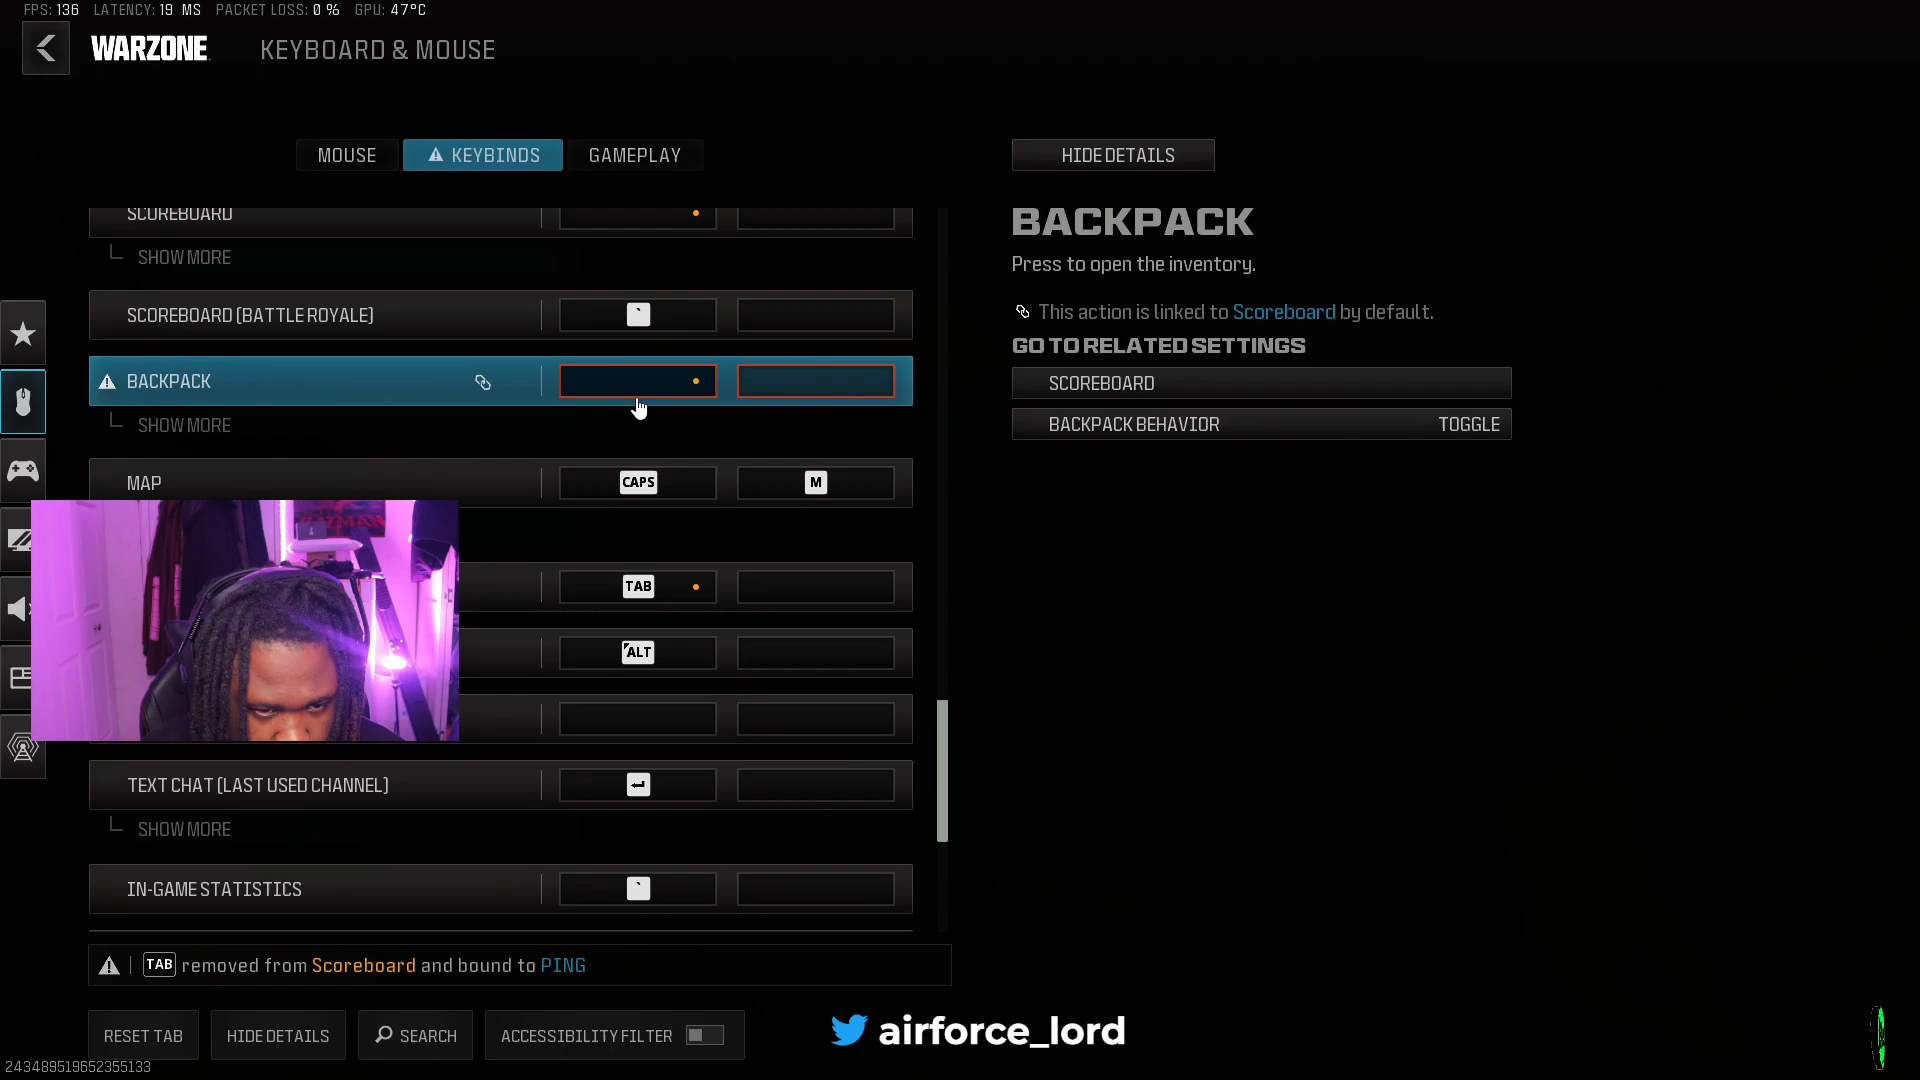 FPS: 136 LATENCY: 19 MS PACKET LOSS: 0 % GPU: 47°C
WARZONE KEYBOARD & MOUSE
MOUSE KEYBINDS GAMEPLAY
HIDE DETAILS
SCOREBOARD
SHOW MORE
SCOREBOARD (BATTLE ROYALE) `
BACKPACK
SHOW MORE
MAP CAPS M
TAB
ALT
TEXT CHAT (LAST USED CHANNEL)
SHOW MORE
IN-GAME STATISTICS `
BACKPACK
Press to open the inventory.
This action is linked to Scoreboard by default.
GO TO RELATED SETTINGS
SCOREBOARD
BACKPACK BEHAVIOR TOGGLE
TAB removed from Scoreboard and bound to PING
RESET TAB HIDE DETAILS SEARCH ACCESSIBILITY FILTER
airforce_lord
243489519652355133